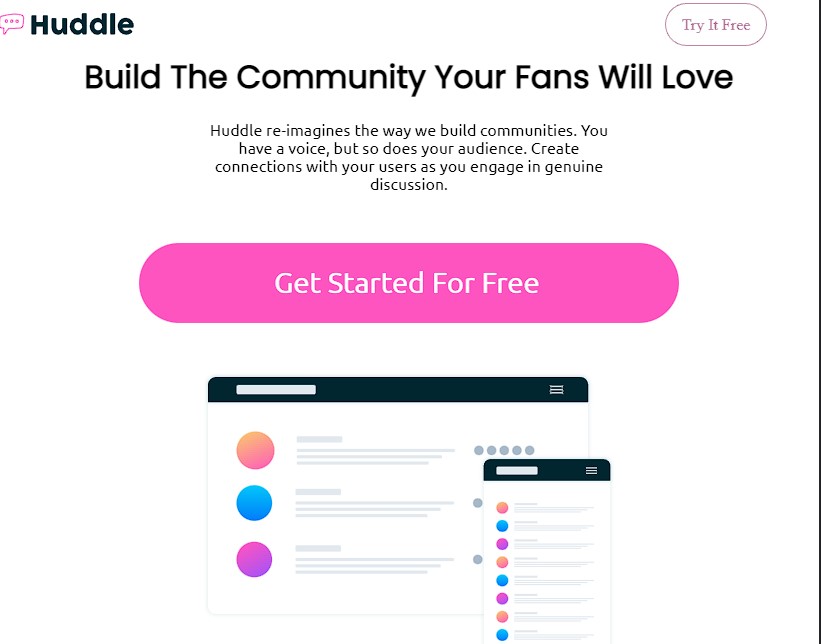 Huddle
Try It Free
Build The Community Your Fans Will Love
Huddle re-imagines the way we build communities. You
have a voice, but so does your audience. Create
connections with your users as you engage in genuine
discussion.
Get Started For Free